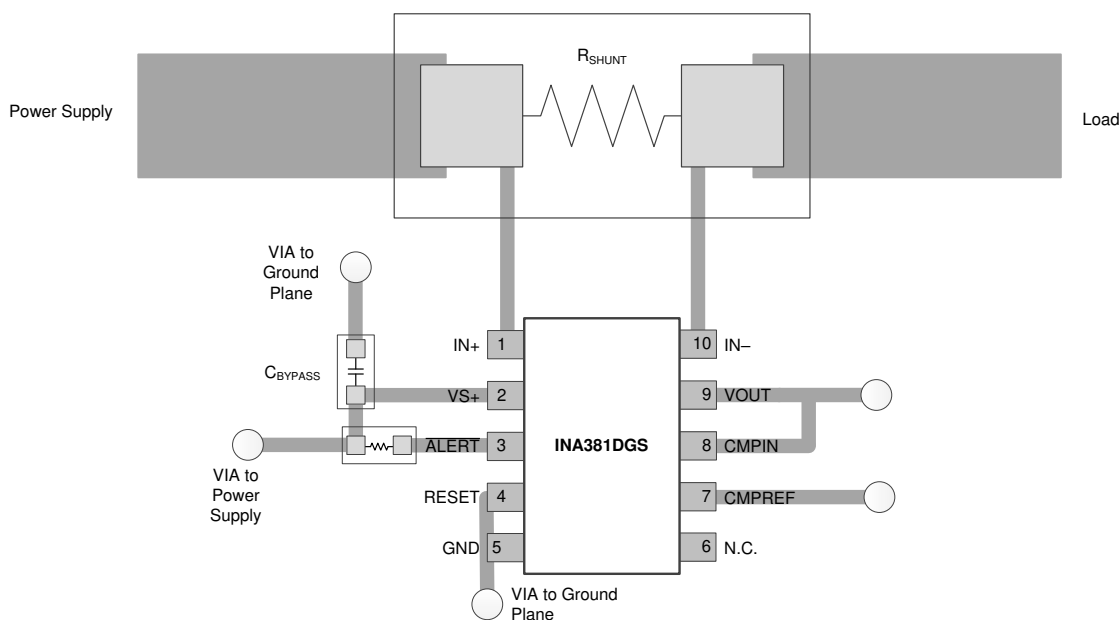 R_SHUNT
Power Supply
Load
VIA to
Ground
Plane
IN+
1
10
IN–
C_BYPASS
VS+
2
9
VOUT
ALERT
3
INA381DGS
8
CMPIN
VIA to
Power
Supply
RESET
4
7
CMPREF
GND
5
6
N.C.
VIA to Ground
Plane